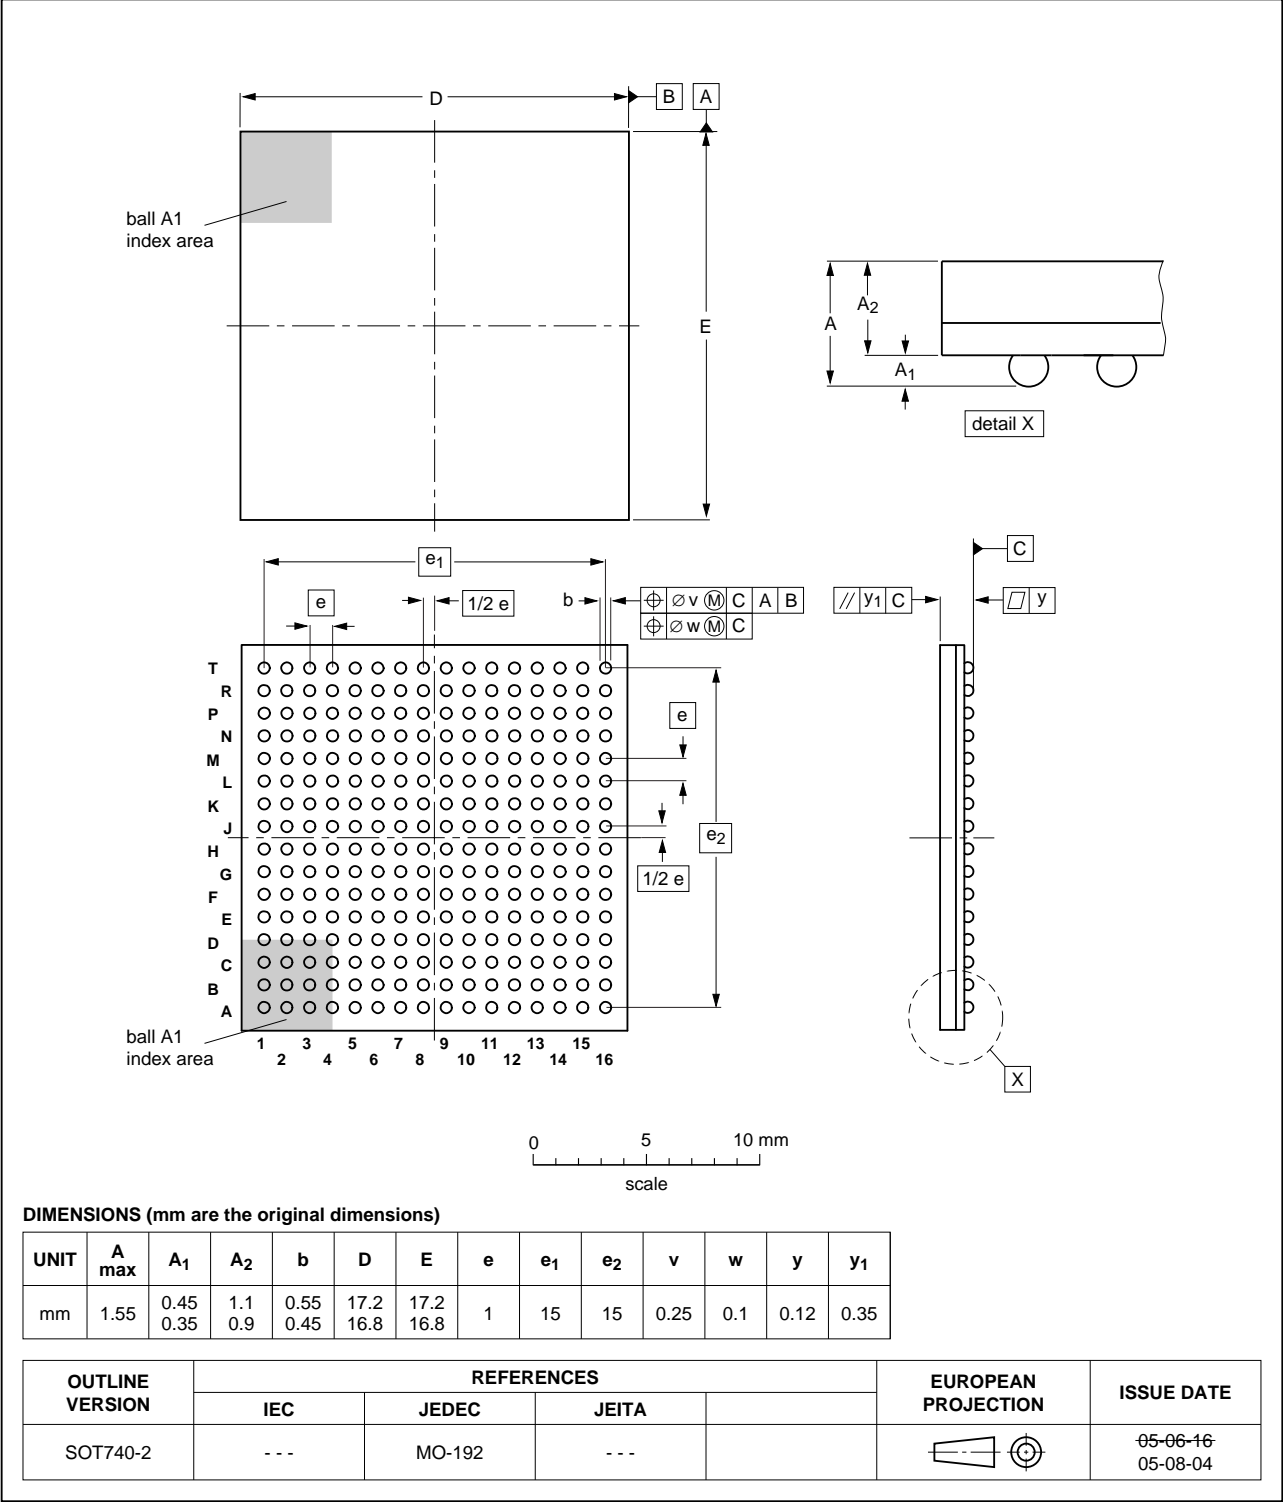 D
B
A
ball A1
index area
E
A
A2
A1
detail X
e1
e
1/2 e
b
⌀ v Ⓜ C A B
⌀ w Ⓜ C
// y1 C
C
y
T
R
P
N
M
L
K
J
H
G
F
E
D
C
B
A
e
e2
1/2 e
ball A1
index area
1 3 5 7 9 11 13 15
2 4 6 8 10 12 14 16
X
0 5 10 mm
scale
DIMENSIONS (mm are the original dimensions)
UNIT A max A1 A2 b D E e e1 e2 v w y y1
mm 1.55 0.45 0.35 1.1 0.9 0.55 0.45 17.2 16.8 17.2 16.8 1 15 15 0.25 0.1 0.12 0.35
OUTLINE VERSION REFERENCES EUROPEAN PROJECTION ISSUE DATE
IEC JEDEC JEITA
SOT740-2 - - - MO-192 - - - 05-06-16
05-08-04